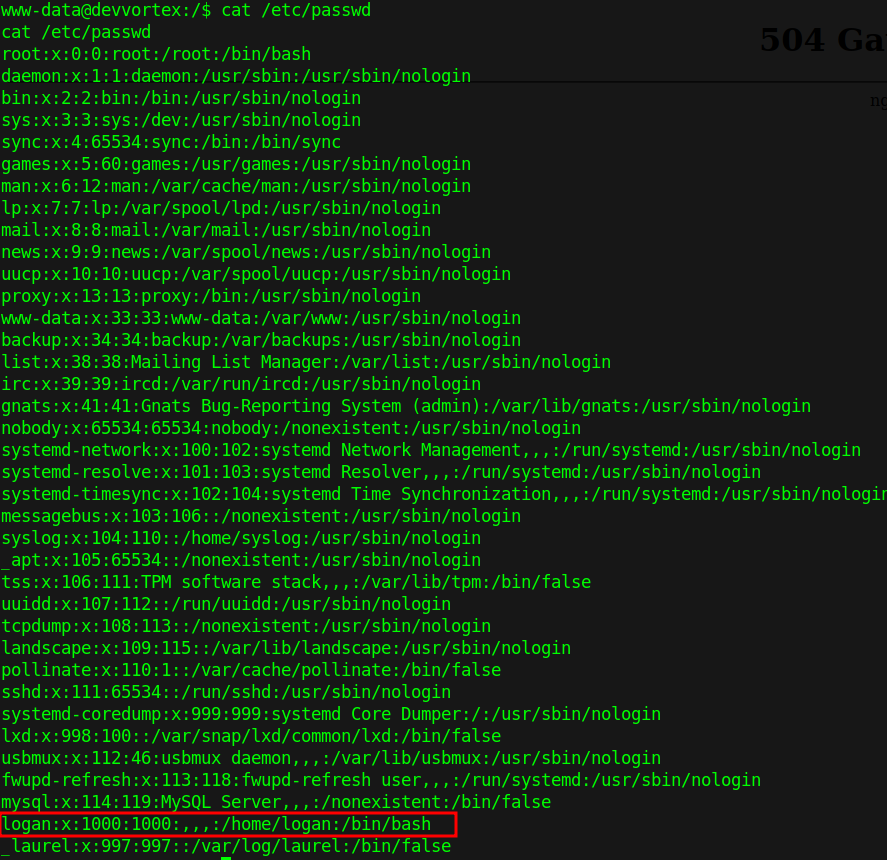 www-data@devvortex:/$ cat /etc/passwd
cat /etc/passwd
root:x:0:0:root:/root:/bin/bash
504 Ga
daemon:x:1:1:daemon:/usr/sbin:/usr/sbin/nologin
bin:x:2:2:bin:/bin:/usr/sbin/nologin
ng
sys:x:3:3:sys:/dev:/usr/sbin/nologin
sync:x:4:65534:sync:/bin:/bin/sync
games:x:5:60:games:/usr/games:/usr/sbin/nologin
man:x:6:12:man:/var/cache/man:/usr/sbin/nologin
lp:x:7:7:lp:/var/spool/lpd:/usr/sbin/nologin
mail:x:8:8:mail:/var/mail:/usr/sbin/nologin
news:x:9:9:news:/var/spool/news:/usr/sbin/nologin
uucp:x:10:10:uucp:/var/spool/uucp:/usr/sbin/nologin
proxy:x:13:13:proxy:/bin:/usr/sbin/nologin
www-data:x:33:33:www-data:/var/www:/usr/sbin/nologin
backup:x:34:34:backup:/var/backups:/usr/sbin/nologin
list:x:38:38:Mailing List Manager:/var/list:/usr/sbin/nologin
irc:x:39:39:ircd:/var/run/ircd:/usr/sbin/nologin
gnats:x:41:41:Gnats Bug-Reporting System (admin):/var/lib/gnats:/usr/sbin/nologin
nobody:x:65534:65534:nobody:/nonexistent:/usr/sbin/nologin
systemd-network:x:100:102:systemd Network Management,,,:/run/systemd:/usr/sbin/nologin
systemd-resolve:x:101:103:systemd Resolver,,,:/run/systemd:/usr/sbin/nologin
systemd-timesync:x:102:104:systemd Time Synchronization,,,:/run/systemd:/usr/sbin/nologin
messagebus:x:103:106::/nonexistent:/usr/sbin/nologin
syslog:x:104:110::/home/syslog:/usr/sbin/nologin
_apt:x:105:65534::/nonexistent:/usr/sbin/nologin
tss:x:106:111:TPM software stack,,,:/var/lib/tpm:/bin/false
uuidd:x:107:112::/run/uuidd:/usr/sbin/nologin
tcpdump:x:108:113::/nonexistent:/usr/sbin/nologin
landscape:x:109:115::/var/lib/landscape:/usr/sbin/nologin
pollinate:x:110:1::/var/cache/pollinate:/bin/false
sshd:x:111:65534::/run/sshd:/usr/sbin/nologin
systemd-coredump:x:999:999:systemd Core Dumper:/:/usr/sbin/nologin
lxd:x:998:100::/var/snap/lxd/common/lxd:/bin/false
usbmux:x:112:46:usbmux daemon,,,:/var/lib/usbmux:/usr/sbin/nologin
fwupd-refresh:x:113:118:fwupd-refresh user,,,:/run/systemd:/usr/sbin/nologin
mysql:x:114:119:MySQL Server,,,:/nonexistent:/bin/false
logan:x:1000:1000:,,,:/home/logan:/bin/bash
_laurel:x:997:997::/var/log/laurel:/bin/false